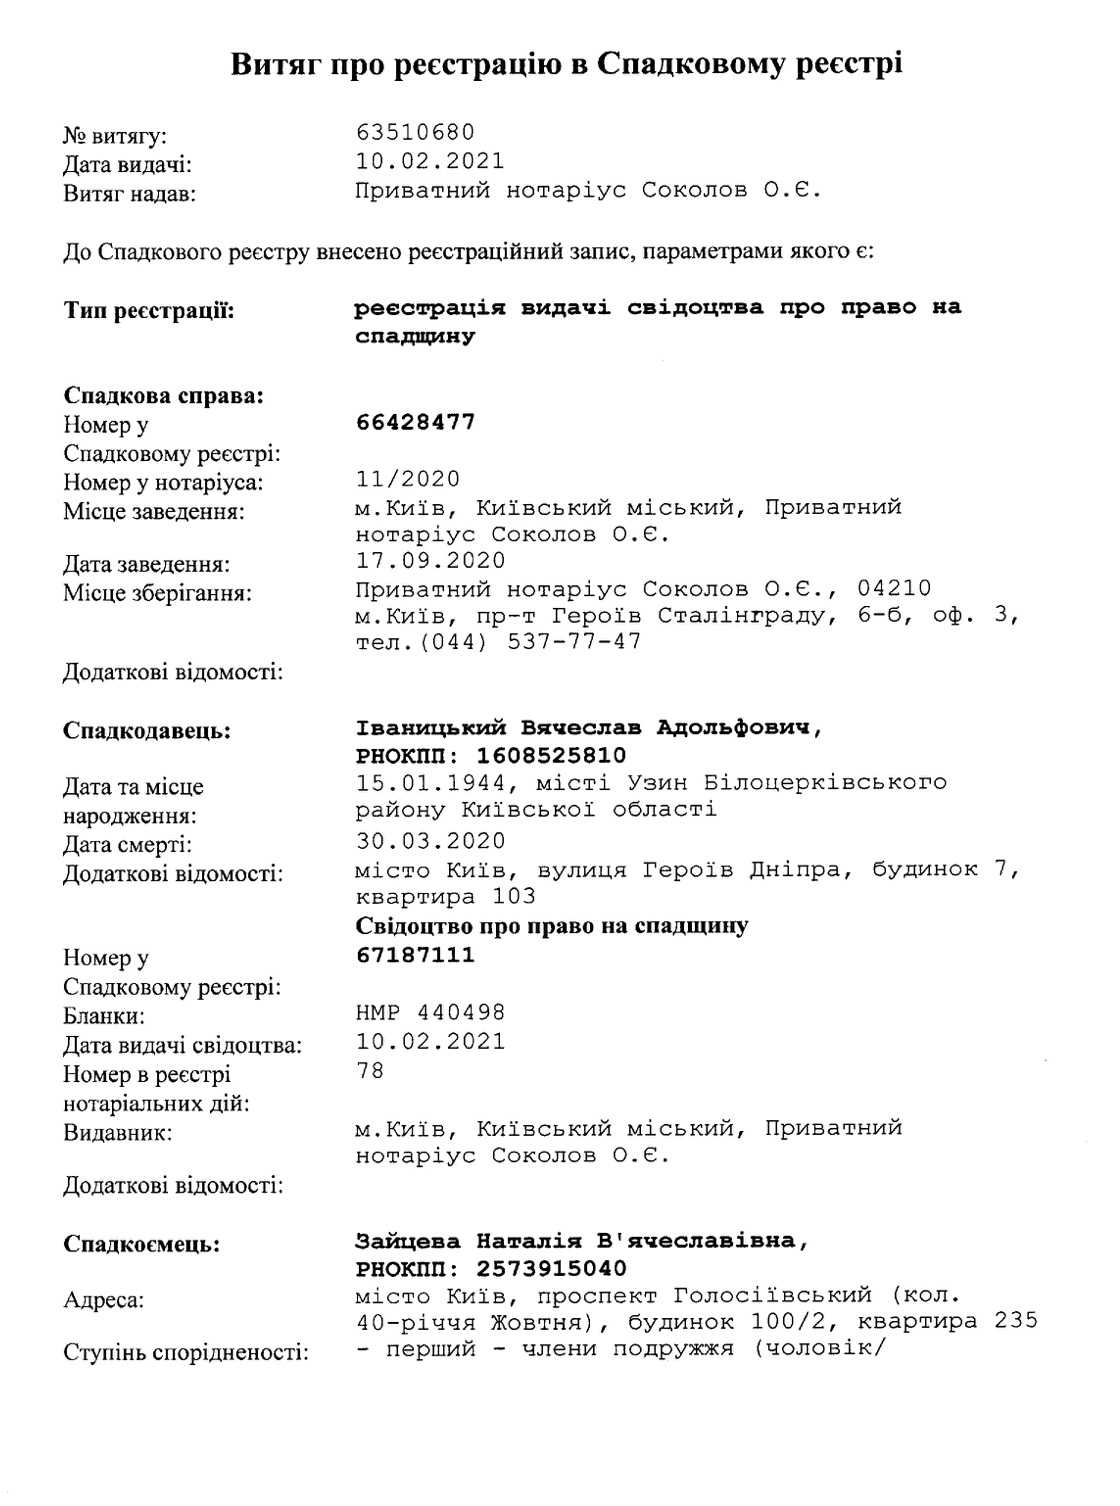 Витяг про реєстрацію в Спадковому реєстрі
№ витягу: 63510680
Дата видачі: 10.02.2021
Витяг надав: Приватний нотаріус Соколов О.Є.
До Спадкового реєстру внесено реєстраційний запис, параметрами якого є:
Тип реєстрації: реєстрація видачі свідоцтва про право на
спадщину
Спадкова справа:
Номер у 66428477
Спадковому реєстрі:
Номер у нотаріуса: 11/2020
Місце заведення: м.Київ, Київський міський, Приватний
нотаріус Соколов О.Є.
Дата заведення: 17.09.2020
Місце зберігання: Приватний нотаріус Соколов О.Є., 04210
м.Київ, пр-т Героїв Сталінграду, 6-б, оф. 3,
тел.(044) 537-77-47
Додаткові відомості:
Спадкодавець: Іваницький Вячеслав Адольфович,
РНОКПП: 1608525810
Дата та місце 15.01.1944, місті Узин Білоцерківського
народження: району Київської області
Дата смерті: 30.03.2020
Додаткові відомості: місто Київ, вулиця Героїв Дніпра, будинок 7,
квартира 103
Свідоцтво про право на спадщину
Номер у 67187111
Спадковому реєстрі:
Бланки: НМР 440498
Дата видачі свідоцтва: 10.02.2021
Номер в реєстрі 78
нотаріальних дій:
Видавник: м.Київ, Київський міський, Приватний
нотаріус Соколов О.Є.
Додаткові відомості:
Спадкоємець: Зайцева Наталія В'ячеславівна,
РНОКПП: 2573915040
Адреса: місто Київ, проспект Голосіївський (кол.
40-річчя Жовтня), будинок 100/2, квартира 235
Ступінь спорідненості: - перший - члени подружжя (чоловік/